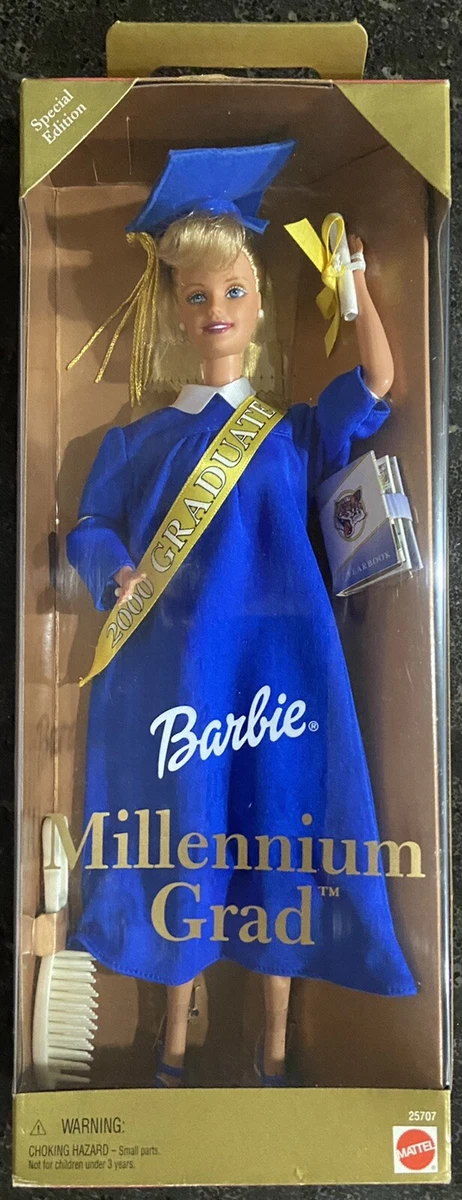 Special
Edition
2000 GRADUATE
YEARBOOK
Barbie®
Millennium
Grad™
25707
⚠ WARNING:
CHOKING HAZARD – Small parts.
Not for children under 3 years.
MATTEL